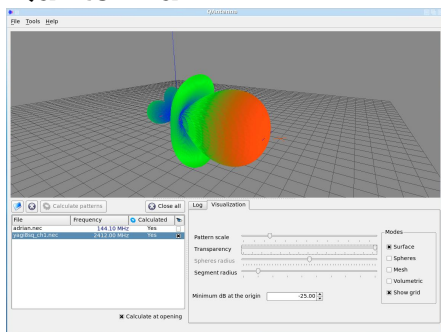 QAntenna
File Tools Help
Calculate patterns Close all
Log Visualization
File Frequency Calculated
adrian.nec 144.10 MHz Yes
2412.00 MHz Yes
Pattern scale
Transparency
Spheres radius
Segment radius
Minimum dB at the origin -25.00
Modes
Surface
Spheres
Mesh
Volumetric
Show grid
Calculate at opening